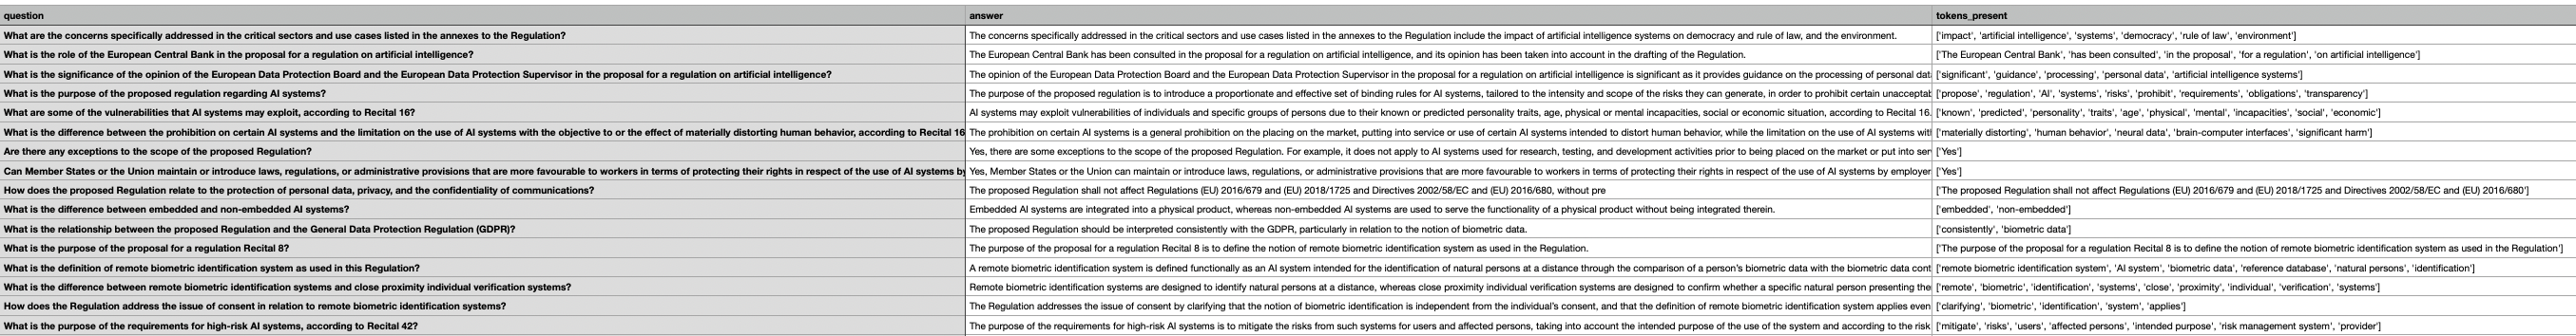 question answer tokens_present
What are the concerns specifically addressed in the critical sectors and use cases listed in the annexes to the Regulation? The concerns specifically addressed in the critical sectors and use cases listed in the annexes to the Regulation include the impact of artificial intelligence systems on democracy and rule of law, and the environment. ['impact', 'artificial intelligence', 'systems', 'democracy', 'rule of law', 'environment']
What is the role of the European Central Bank in the proposal for a regulation on artificial intelligence? The European Central Bank has been consulted in the proposal for a regulation on artificial intelligence, and its opinion has been taken into account in the drafting of the Regulation. ['The European Central Bank', 'has been consulted', 'in the proposal', 'for a regulation', 'on artificial intelligence']
What is the significance of the opinion of the European Data Protection Board and the European Data Protection Supervisor in the proposal for a regulation on artificial intelligence? The opinion of the European Data Protection Board and the European Data Protection Supervisor in the proposal for a regulation on artificial intelligence is significant as it provides guidance on the processing of personal dat ['significant', 'guidance', 'processing', 'personal data', 'artificial intelligence systems']
What is the purpose of the proposed regulation regarding AI systems? The purpose of the proposed regulation is to introduce a proportionate and effective set of binding rules for AI systems, tailored to the intensity and scope of the risks they can generate, in order to prohibit certain unacceptab ['propose', 'regulation', 'AI', 'systems', 'risks', 'prohibit', 'requirements', 'obligations', 'transparency']
What are some of the vulnerabilities that AI systems may exploit, according to Recital 16? AI systems may exploit vulnerabilities of individuals and specific groups of persons due to their known or predicted personality traits, age, physical or mental incapacities, social or economic situation, according to Recital 16. ['known', 'predicted', 'personality', 'traits', 'age', 'physical', 'mental', 'incapacities', 'social', 'economic']
What is the difference between the prohibition on certain AI systems and the limitation on the use of AI systems with the objective to or the effect of materially distorting human behavior, according to Recital 16 The prohibition on certain AI systems is a general prohibition on the placing on the market, putting into service or use of certain AI systems intended to distort human behavior, while the limitation on the use of AI systems wit ['materially distorting', 'human behavior', 'neural data', 'brain-computer interfaces', 'significant harm']
Are there any exceptions to the scope of the proposed Regulation? Yes, there are some exceptions to the scope of the proposed Regulation. For example, it does not apply to AI systems used for research, testing, and development activities prior to being placed on the market or put into ser ['Yes']
Can Member States or the Union maintain or introduce laws, regulations, or administrative provisions that are more favourable to workers in terms of protecting their rights in respect of the use of AI systems by Yes, Member States or the Union can maintain or introduce laws, regulations, or administrative provisions that are more favourable to workers in terms of protecting their rights in respect of the use of AI systems by employer ['Yes']
How does the proposed Regulation relate to the protection of personal data, privacy, and the confidentiality of communications? The proposed Regulation shall not affect Regulations (EU) 2016/679 and (EU) 2018/1725 and Directives 2002/58/EC and (EU) 2016/680, without pre ['The proposed Regulation shall not affect Regulations (EU) 2016/679 and (EU) 2018/1725 and Directives 2002/58/EC and (EU) 2016/680']
What is the difference between embedded and non-embedded AI systems? Embedded AI systems are integrated into a physical product, whereas non-embedded AI systems are used to serve the functionality of a physical product without being integrated therein. ['embedded', 'non-embedded']
What is the relationship between the proposed Regulation and the General Data Protection Regulation (GDPR)? The proposed Regulation should be interpreted consistently with the GDPR, particularly in relation to the notion of biometric data. ['consistently', 'biometric data']
What is the purpose of the proposal for a regulation Recital 8? The purpose of the proposal for a regulation Recital 8 is to define the notion of remote biometric identification system as used in the Regulation. ['The purpose of the proposal for a regulation Recital 8 is to define the notion of remote biometric identification system as used in the Regulation']
What is the definition of remote biometric identification system as used in this Regulation? A remote biometric identification system is defined functionally as an AI system intended for the identification of natural persons at a distance through the comparison of a person's biometric data with the biometric data cont ['remote biometric identification system', 'AI system', 'biometric data', 'reference database', 'natural persons', 'identification']
What is the difference between remote biometric identification systems and close proximity individual verification systems? Remote biometric identification systems are designed to identify natural persons at a distance, whereas close proximity individual verification systems are designed to confirm whether a specific natural person presenting the ['remote', 'biometric', 'identification', 'systems', 'close', 'proximity', 'individual', 'verification', 'systems']
How does the Regulation address the issue of consent in relation to remote biometric identification systems? The Regulation addresses the issue of consent by clarifying that the notion of biometric identification is independent from the individual's consent, and that the definition of remote biometric identification system applies even ['clarifying', 'biometric', 'identification', 'system', 'applies']
What is the purpose of the requirements for high-risk AI systems, according to Recital 42? The purpose of the requirements for high-risk AI systems is to mitigate the risks from such systems for users and affected persons, taking into account the intended purpose of the use of the system and according to the risk ['mitigate', 'risks', 'users', 'affected persons', 'intended purpose', 'risk management system', 'provider']